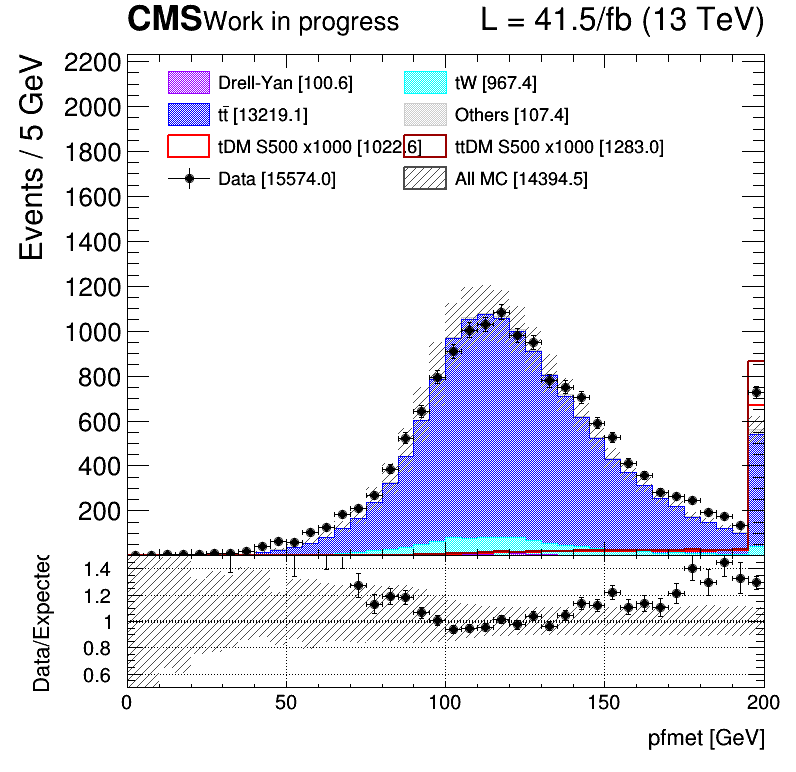 CMS Work in progress L = 41.5/fb (13 TeV)
Events / 5 GeV
2200
2000
1800
1600
1400
1200
1000
800
600
400
200
Drell-Yan [100.6] tW [967.4]
tt̄ [13219.1] Others [107.4]
tDM S500 x1000 [1022.6] ttDM S500 x1000 [1283.0]
Data [15574.0] All MC [14394.5]
Data/Expected
1.4
1.2
1
0.8
0.6
0 50 100 150 200
pfmet [GeV]